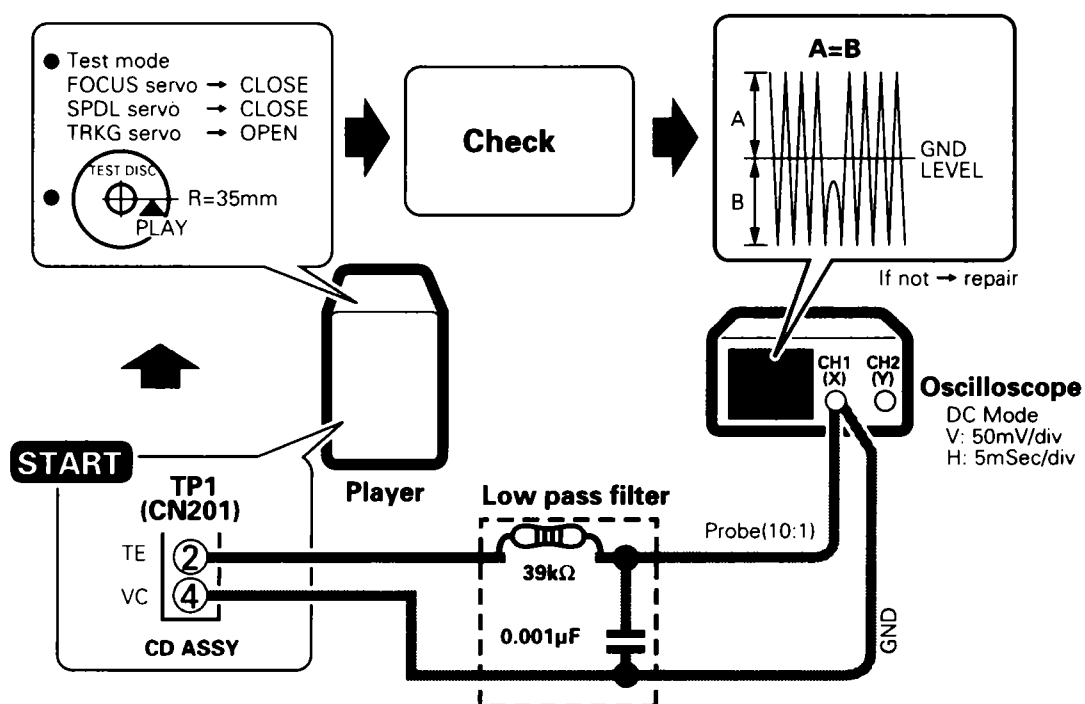 ● Test mode
FOCUS servo → CLOSE
SPDL servo → CLOSE
TRKG servo → OPEN
TEST DISC
● R=35mm
PLAY
Check
A=B
A
GND
LEVEL
B
If not → repair
CH1
(X)
CH2
(Y)
Oscilloscope
DC Mode
V: 50mV/div
H: 5mSec/div
START
Player
TP1
(CN201)
TE 2
VC 4
CD ASSY
Low pass filter
39kΩ
0.001μF
Probe(10:1)
GND